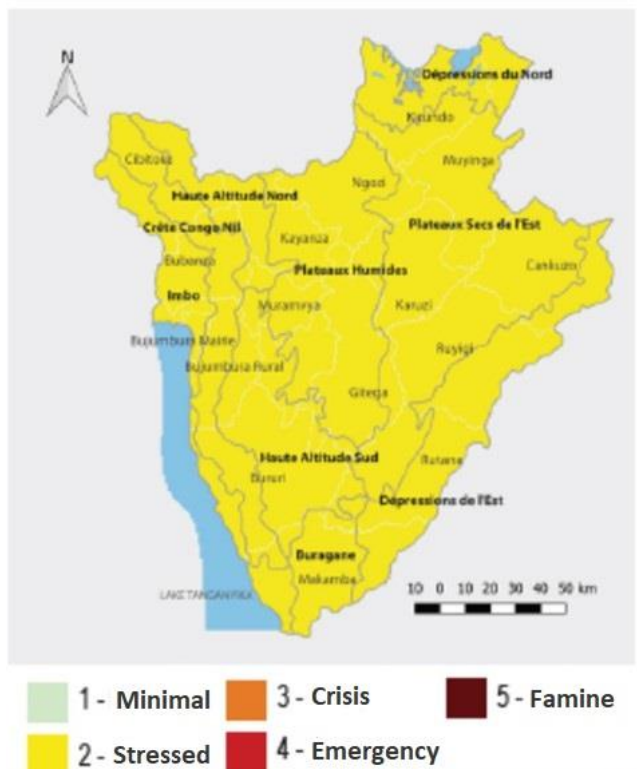 N
Dépressions du Nord
Kirundo
Cibitoke
Muyinga
Ngozi
Haute Altitude Nord
Crête Congo Nil
Plateaux Secs de l'Est
Kayanza
Bubanza
Plateaux Humides
Cankuzo
Imbo
Muramvya
Karuzi
Bujumbura Mairie
Ruyigi
Bujumbura Rural
Gitega
Haute Altitude Sud
Rutana
Bururi
Dépressions de l'Est
Buragane
Makamba
10 0 10 20 30 40 50 km
LAKE TANGANYIKA
1 - Minimal
3 - Crisis
5 - Famine
2 - Stressed
4 - Emergency